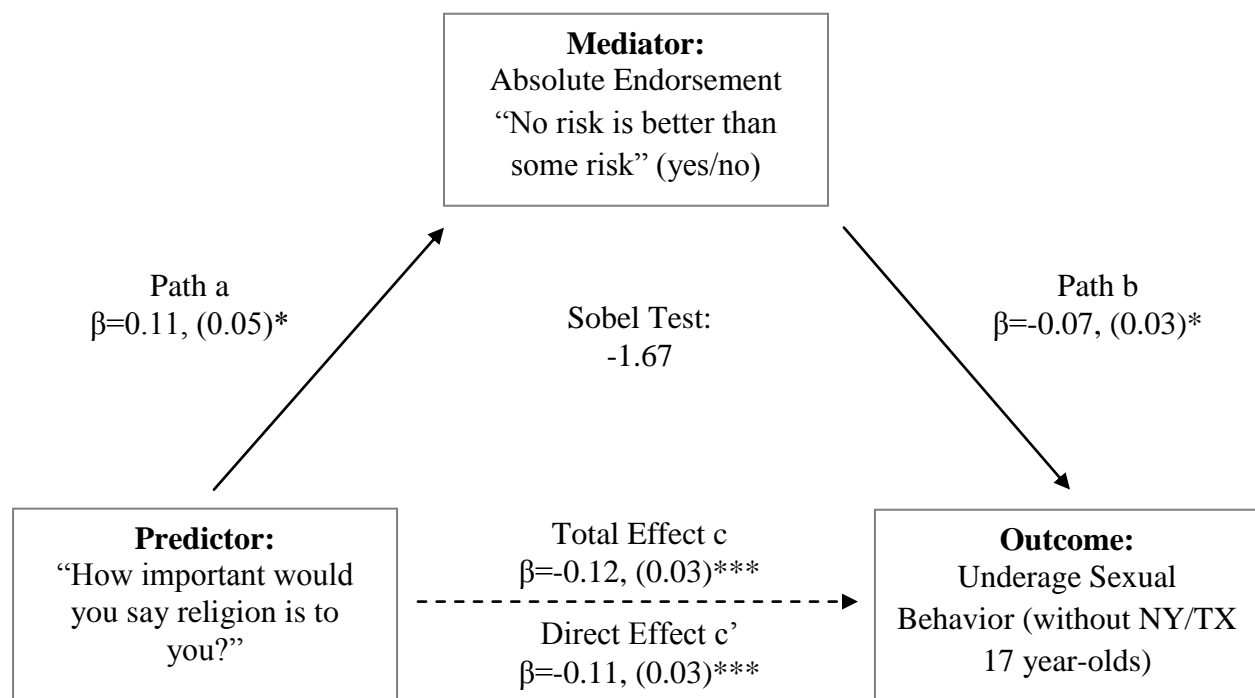 Mediator:
Absolute Endorsement
“No risk is better than
some risk” (yes/no)
Path a
β=0.11, (0.05)*
Sobel Test:
-1.67
Path b
β=-0.07, (0.03)*
Predictor:
“How important would
you say religion is to
you?”
Total Effect c
β=-0.12, (0.03)***
Direct Effect c’
β=-0.11, (0.03)***
Outcome:
Underage Sexual
Behavior (without NY/TX
17 year-olds)